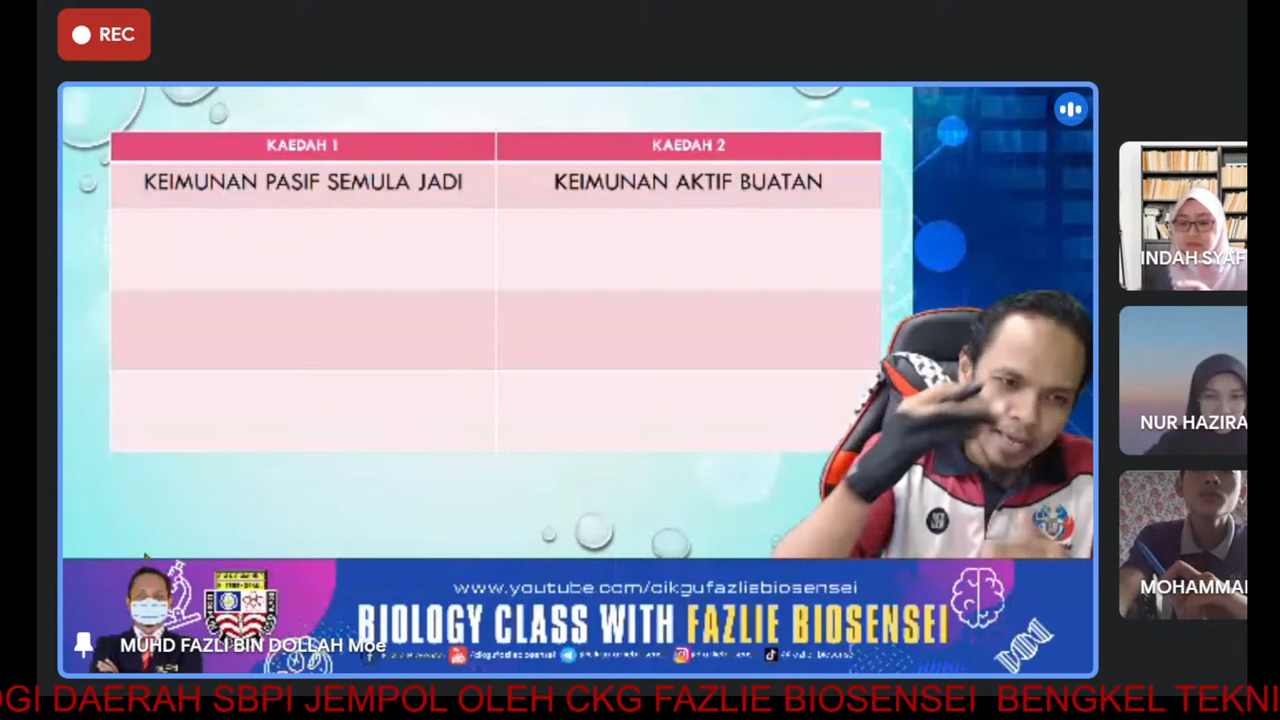 REC
KAEDAH 1
KAEDAH 2
KEIMUNAN PASIF SEMULA JADI
KEIMUNAN AKTIF BUATAN
INDAH SYAF
NUR HAZIRA
MOHAMMA
www.youtube.com/cikgufazliebiosensei
BIOLOGY CLASS WITH FAZLIE BIOSENSEI
MUHD FAZLI BIN DOLLAH Moe
/cikgufazliebiosensei
OGI DAERAH SBPI JEMPOL OLEH CKG FAZLIE BIOSENSEI BENGKEL TEKNI